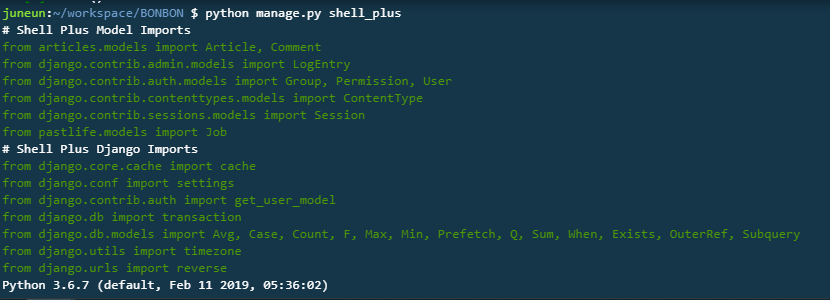 juneun:~/workspace/BONBON $ python manage.py shell_plus
# Shell Plus Model Imports
from articles.models import Article, Comment
from django.contrib.admin.models import LogEntry
from django.contrib.auth.models import Group, Permission, User
from django.contrib.contenttypes.models import ContentType
from django.contrib.sessions.models import Session
from pastlife.models import Job
# Shell Plus Django Imports
from django.core.cache import cache
from django.conf import settings
from django.contrib.auth import get_user_model
from django.db import transaction
from django.db.models import Avg, Case, Count, F, Max, Min, Prefetch, Q, Sum, When, Exists, OuterRef, Subquery
from django.utils import timezone
from django.urls import reverse
Python 3.6.7 (default, Feb 11 2019, 05:36:02)